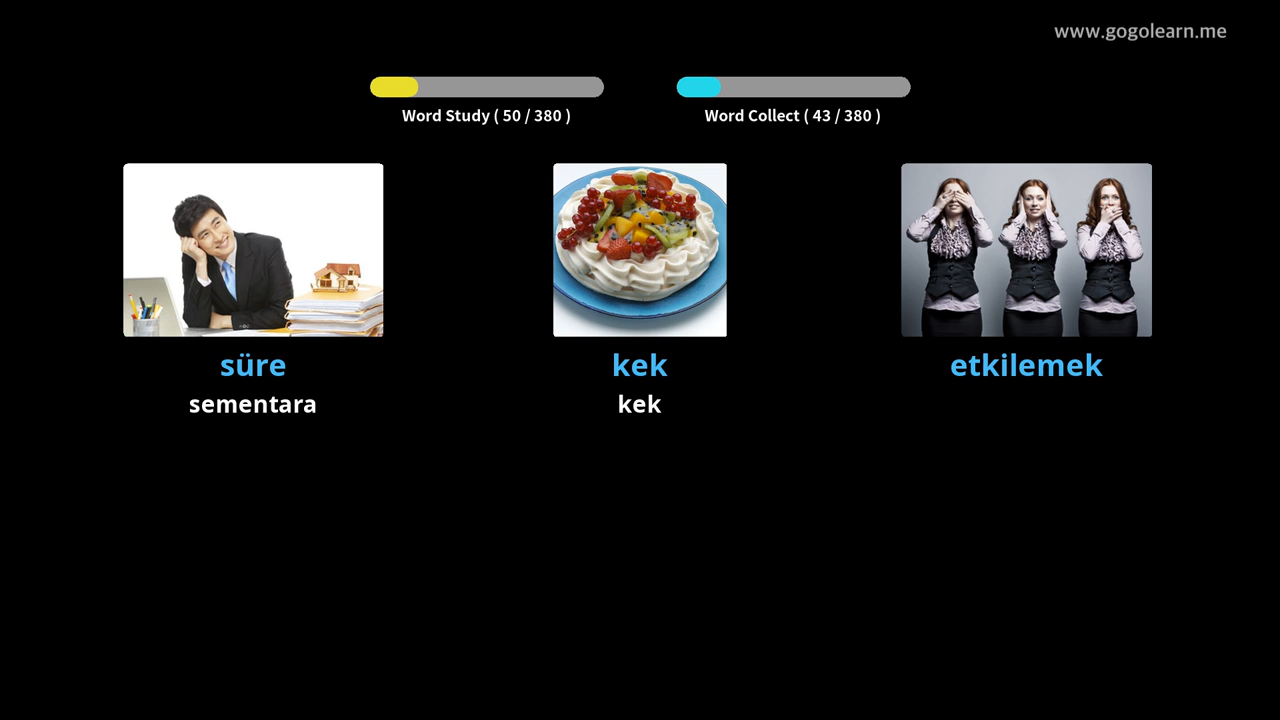 www.gogolearn.me
Word Study ( 50 / 380 )
Word Collect ( 43 / 380 )
süre
kek
etkilemek
sementara
kek